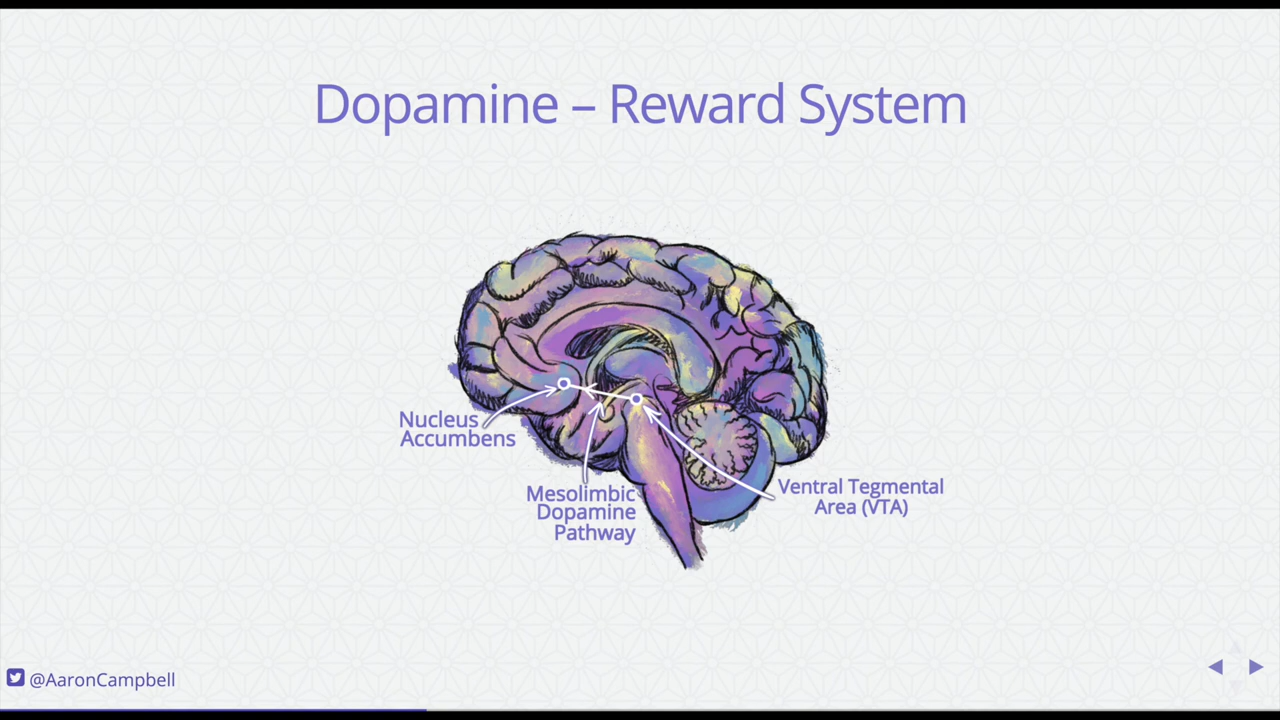 Dopamine – Reward System
Nucleus
Accumbens
Mesolimbic
Dopamine
Pathway
Ventral Tegmental
Area (VTA)
@AaronCampbell